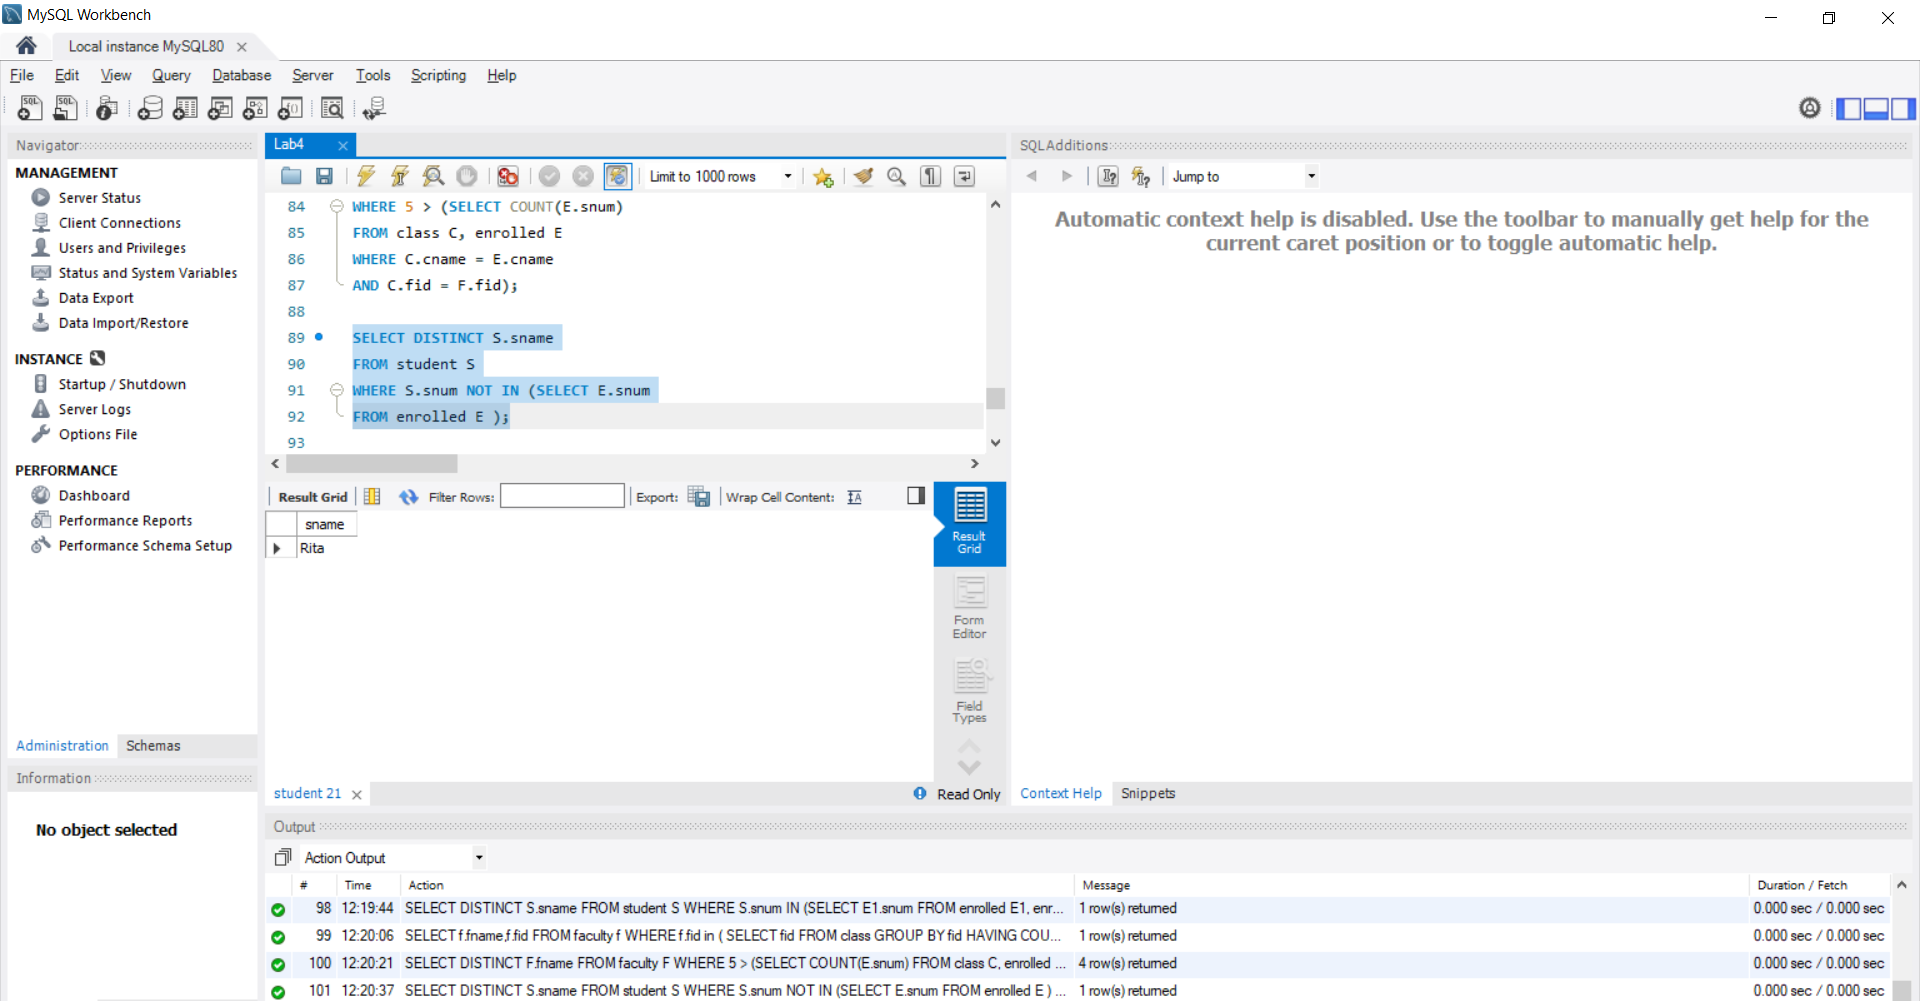 MySQL Workbench
Local instance MySQL80
File Edit View Query Database Server Tools Scripting Help
Navigator
MANAGEMENT
Server Status
Client Connections
Users and Privileges
Status and System Variables
Data Export
Data Import/Restore
INSTANCE
Startup / Shutdown
Server Logs
Options File
PERFORMANCE
Dashboard
Performance Reports
Performance Schema Setup
Administration Schemas
Information
No object selected
Lab4
Limit to 1000 rows
84 WHERE 5 > (SELECT COUNT(E.snum)
85 FROM class C, enrolled E
86 WHERE C.cname = E.cname
87 AND C.fid = F.fid);
88
89 SELECT DISTINCT S.sname
90 FROM student S
91 WHERE S.snum NOT IN (SELECT E.snum
92 FROM enrolled E );
93
Result Grid Filter Rows: Export: Wrap Cell Content:
sname
Rita
Result
Grid
Form
Editor
Field
Types
student 21 Read Only
SQLAdditions
Jump to
Automatic context help is disabled. Use the toolbar to manually get help for the
current caret position or to toggle automatic help.
Context Help Snippets
Output
Action Output
# Time Action Message Duration / Fetch
98 12:19:44 SELECT DISTINCT S.sname FROM student S WHERE S.snum IN (SELECT E1.snum FROM enrolled E1, enr... 1 row(s) returned 0.000 sec / 0.000 sec
99 12:20:06 SELECT f.fname,f.fid FROM faculty f WHERE f.fid in ( SELECT fid FROM class GROUP BY fid HAVING COU... 1 row(s) returned 0.000 sec / 0.000 sec
100 12:20:21 SELECT DISTINCT F.fname FROM faculty F WHERE 5 > (SELECT COUNT(E.snum) FROM class C, enrolled ... 4 row(s) returned 0.000 sec / 0.000 sec
101 12:20:37 SELECT DISTINCT S.sname FROM student S WHERE S.snum NOT IN (SELECT E.snum FROM enrolled E ) ... 1 row(s) returned 0.000 sec / 0.000 sec